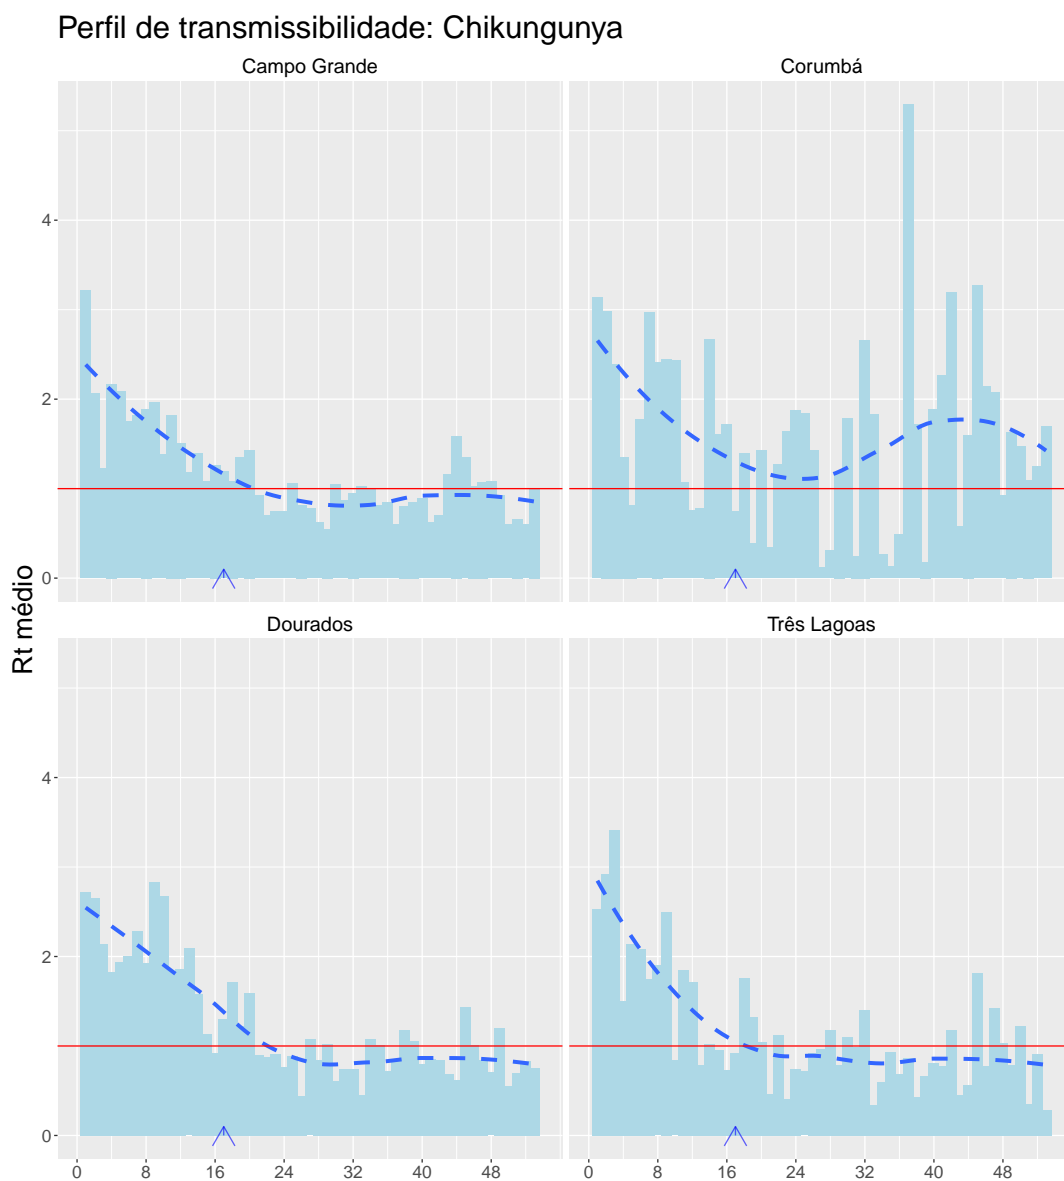 Perfil de transmissibilidade: Chikungunya
Campo Grande
Corumbá
4
2
0
Rt médio
Dourados
Três Lagoas
4
2
0
0 8 16 24 32 40 48
0 8 16 24 32 40 48